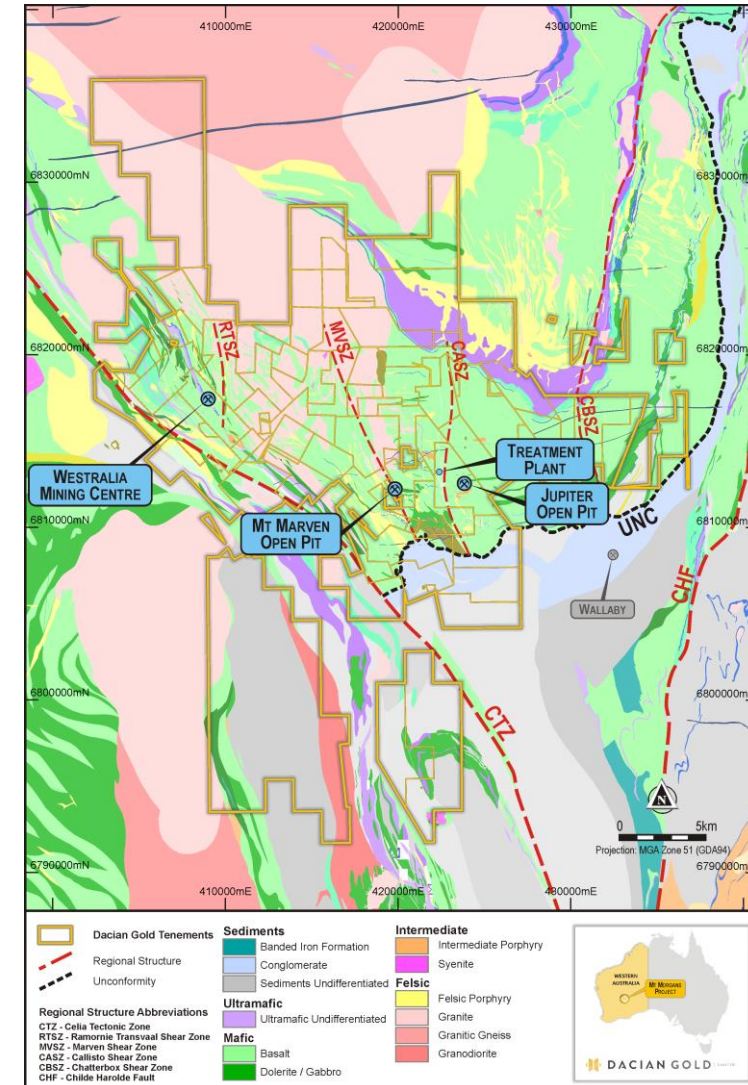 410000mE
420000mE
430000mE
6830000mN
6830000mN
6820000mN
6820000mN
RTSZ
MVSZ
CASZ
CBSZ
WESTRALIA
MINING CENTRE
TREATMENT
PLANT
MT MARVEN
OPEN PIT
JUPITER
OPEN PIT
6810000mN
6810000mN
UNC
WALLABY
CHF
6800000mN
6800000mN
CTZ
N
0 5km
Projection: MGA Zone 51 (GDA94)
6790000mN
6790000mN
410000mE
420000mE
430000mE
Dacian Gold Tenements
Regional Structure
Unconformity
Regional Structure Abbreviations
CTZ - Celia Tectonic Zone
RTSZ - Ramornie Transvaal Shear Zone
MVSZ - Marven Shear Zone
CASZ - Callisto Shear Zone
CBSZ - Chatterbox Shear Zone
CHF - Childe Harolde Fault
Sediments
Banded Iron Formation
Conglomerate
Sediments Undifferentiated
Ultramafic
Ultramafic Undifferentiated
Mafic
Basalt
Dolerite / Gabbro
Intermediate
Intermediate Porphyry
Syenite
Felsic
Felsic Porphyry
Granite
Granitic Gneiss
Granodiorite
WESTERN
AUSTRALIA
MT MORGANS
PROJECT
DACIAN GOLD